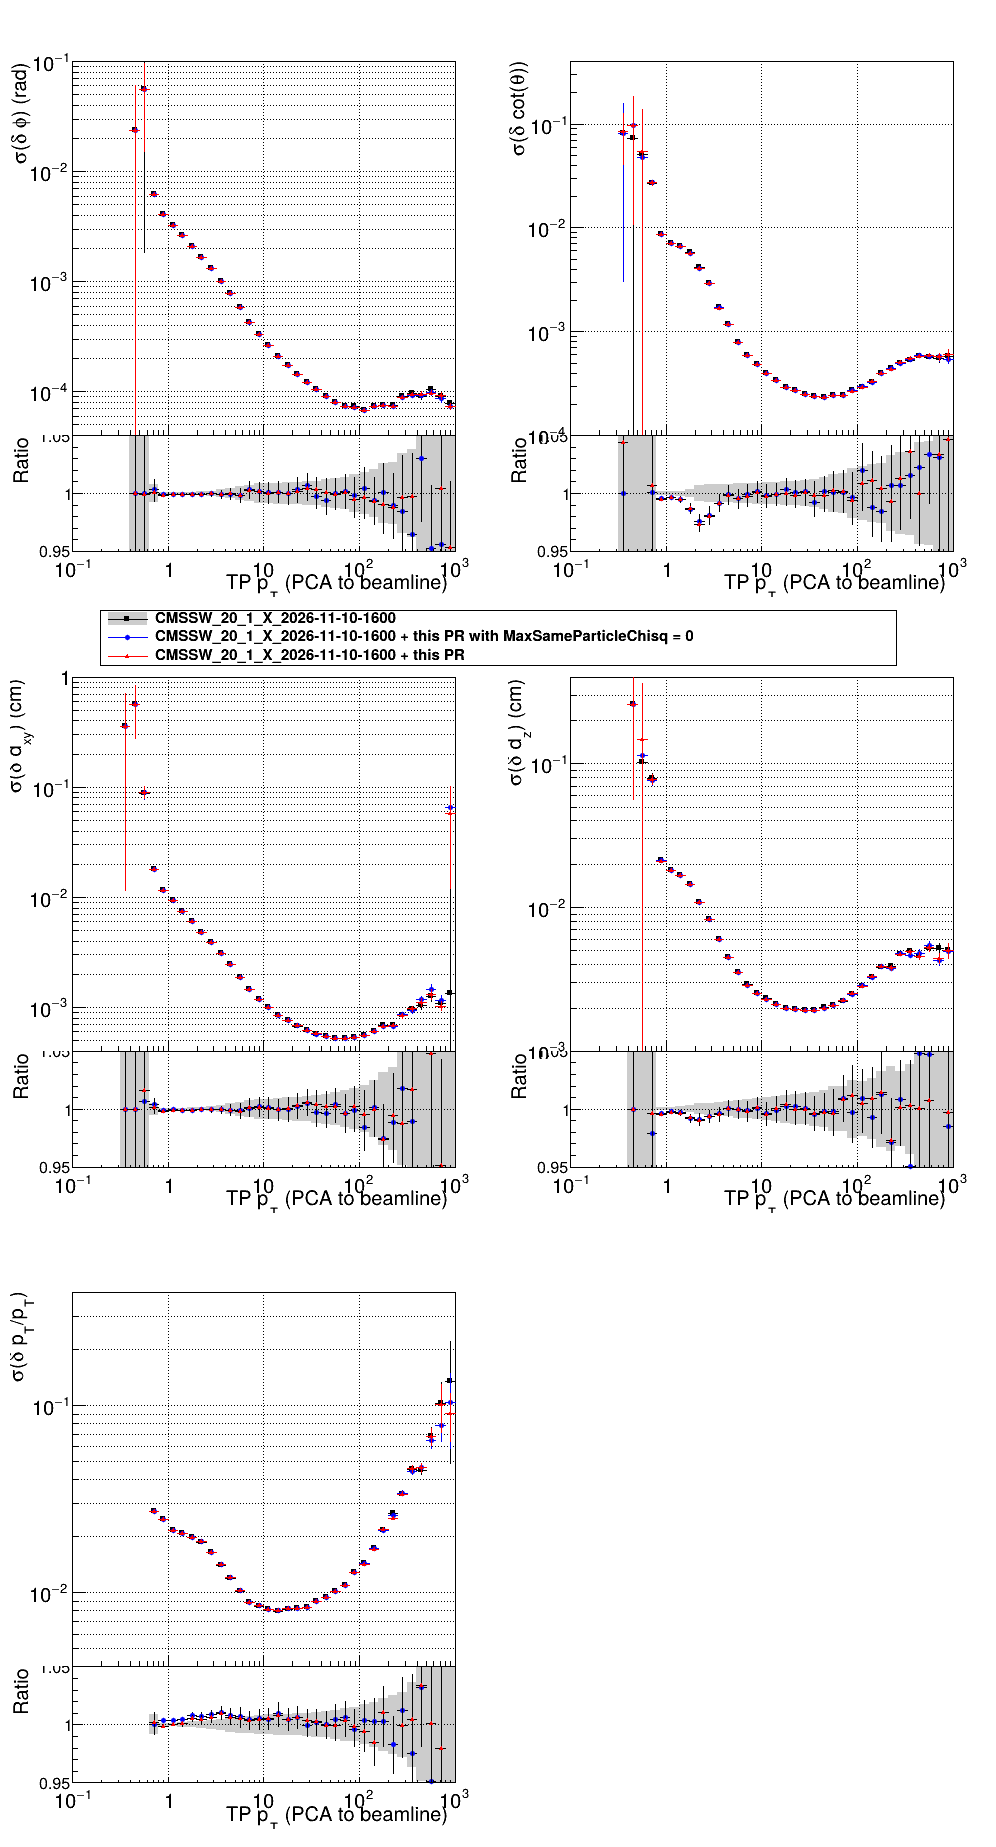 σ(δ φ) (rad)
10⁻¹
10⁻²
10⁻³
10⁻⁴
Ratio
1.05
1
0.95
10⁻¹ 1 10 10² 10³
TP p_T (PCA to beamline)
σ(δ cot(θ))
10⁻¹
10⁻²
10⁻³
10⁻⁴
Ratio
1
0.95
10⁻¹ 1 10 10² 10³
TP p_T (PCA to beamline)
CMSSW_20_1_X_2026-11-10-1600
CMSSW_20_1_X_2026-11-10-1600 + this PR with MaxSameParticleChisq = 0
CMSSW_20_1_X_2026-11-10-1600 + this PR
σ(δ d_xy) (cm)
1
10⁻¹
10⁻²
10⁻³
Ratio
1.05
1
0.95
10⁻¹ 1 10 10² 10³
TP p_T (PCA to beamline)
σ(δ d_z) (cm)
10⁻¹
10⁻²
10⁻³
Ratio
1
0.95
10⁻¹ 1 10 10² 10³
TP p_T (PCA to beamline)
σ(δ p_T/p_T)
10⁻¹
10⁻²
Ratio
1.05
1
0.95
10⁻¹ 1 10 10² 10³
TP p_T (PCA to beamline)